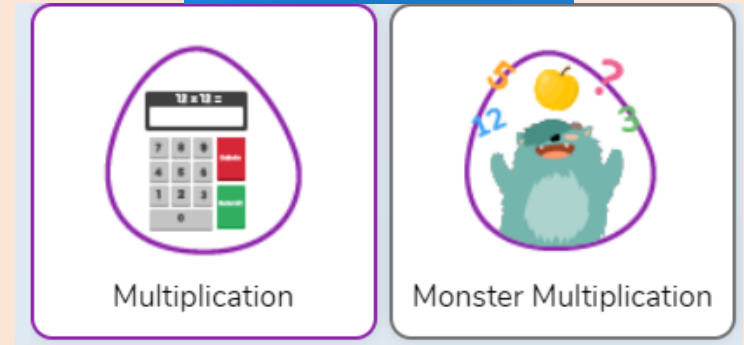 12 x 12 =
7 8 9
4 5 6
1 2 3
0
5
?
12
3
Multiplication
Monster Multiplication